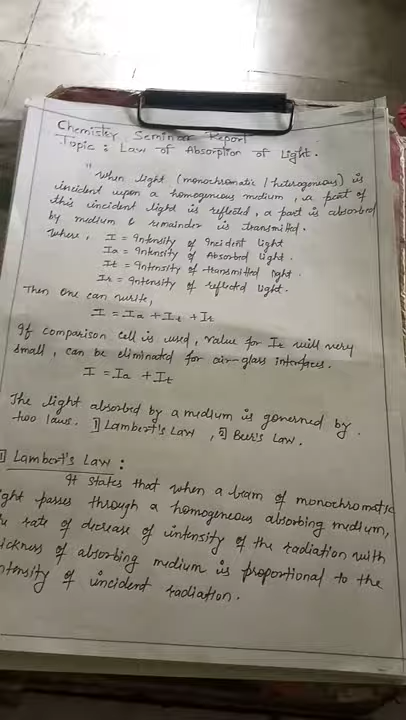 Chemistry Seminar Report
Topic : Law of Absorption of Light.
" When light (monochromatic / heterogeneous) is
incident upon a homogenious medium, a part of
this incident light is reflected, a part is absorbed
by medium & remainder is transmitted.
Where, I = Intensity of Incident light
Ia = Intensity of Absorbed light.
It = Intensity of transmitted light.
Ir = Intensity of reflected light.
Then one can write,
I = Ia + It + Ir
If comparison cell is used, value for Ir will very
small, can be eliminated for air-glass interfaces.
I = Ia + It
The light absorbed by a medium is governed by
two laws. 1] Lambert's Law , 2] Beer's Law.
] Lambert's Law :
It states that when a beam of monochromatic
ight passes through a homogeneous absorbing medium,
e rate of decrease of intensity of the radiation with
ickness of absorbing medium is proportional to the
ntensity of incident radiation.